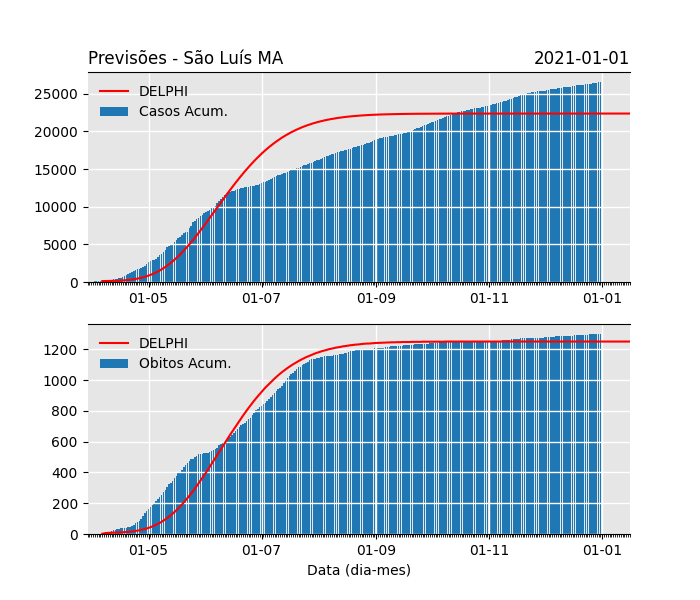 Previsões - São Luís MA 2021-01-01
DELPHI
Casos Acum.
25000
20000
15000
10000
5000
0
01-05 01-07 01-09 01-11 01-01
DELPHI
Obitos Acum.
1200
1000
800
600
400
200
0
01-05 01-07 01-09 01-11 01-01
Data (dia-mes)